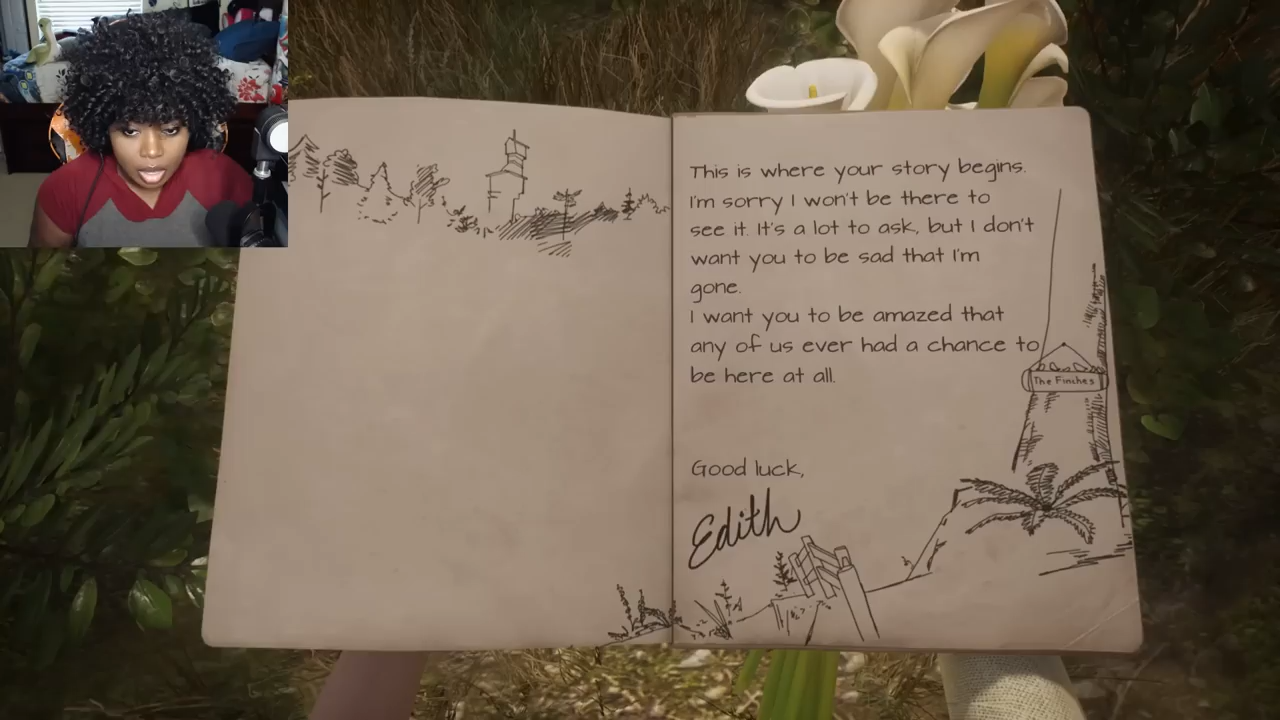 This is where your story begins.
I'm sorry I won't be there to
see it. It's a lot to ask, but I don't
want you to be sad that I'm
gone.
I want you to be amazed that
any of us ever had a chance to
be here at all.
The Finches
Good luck,
Edith